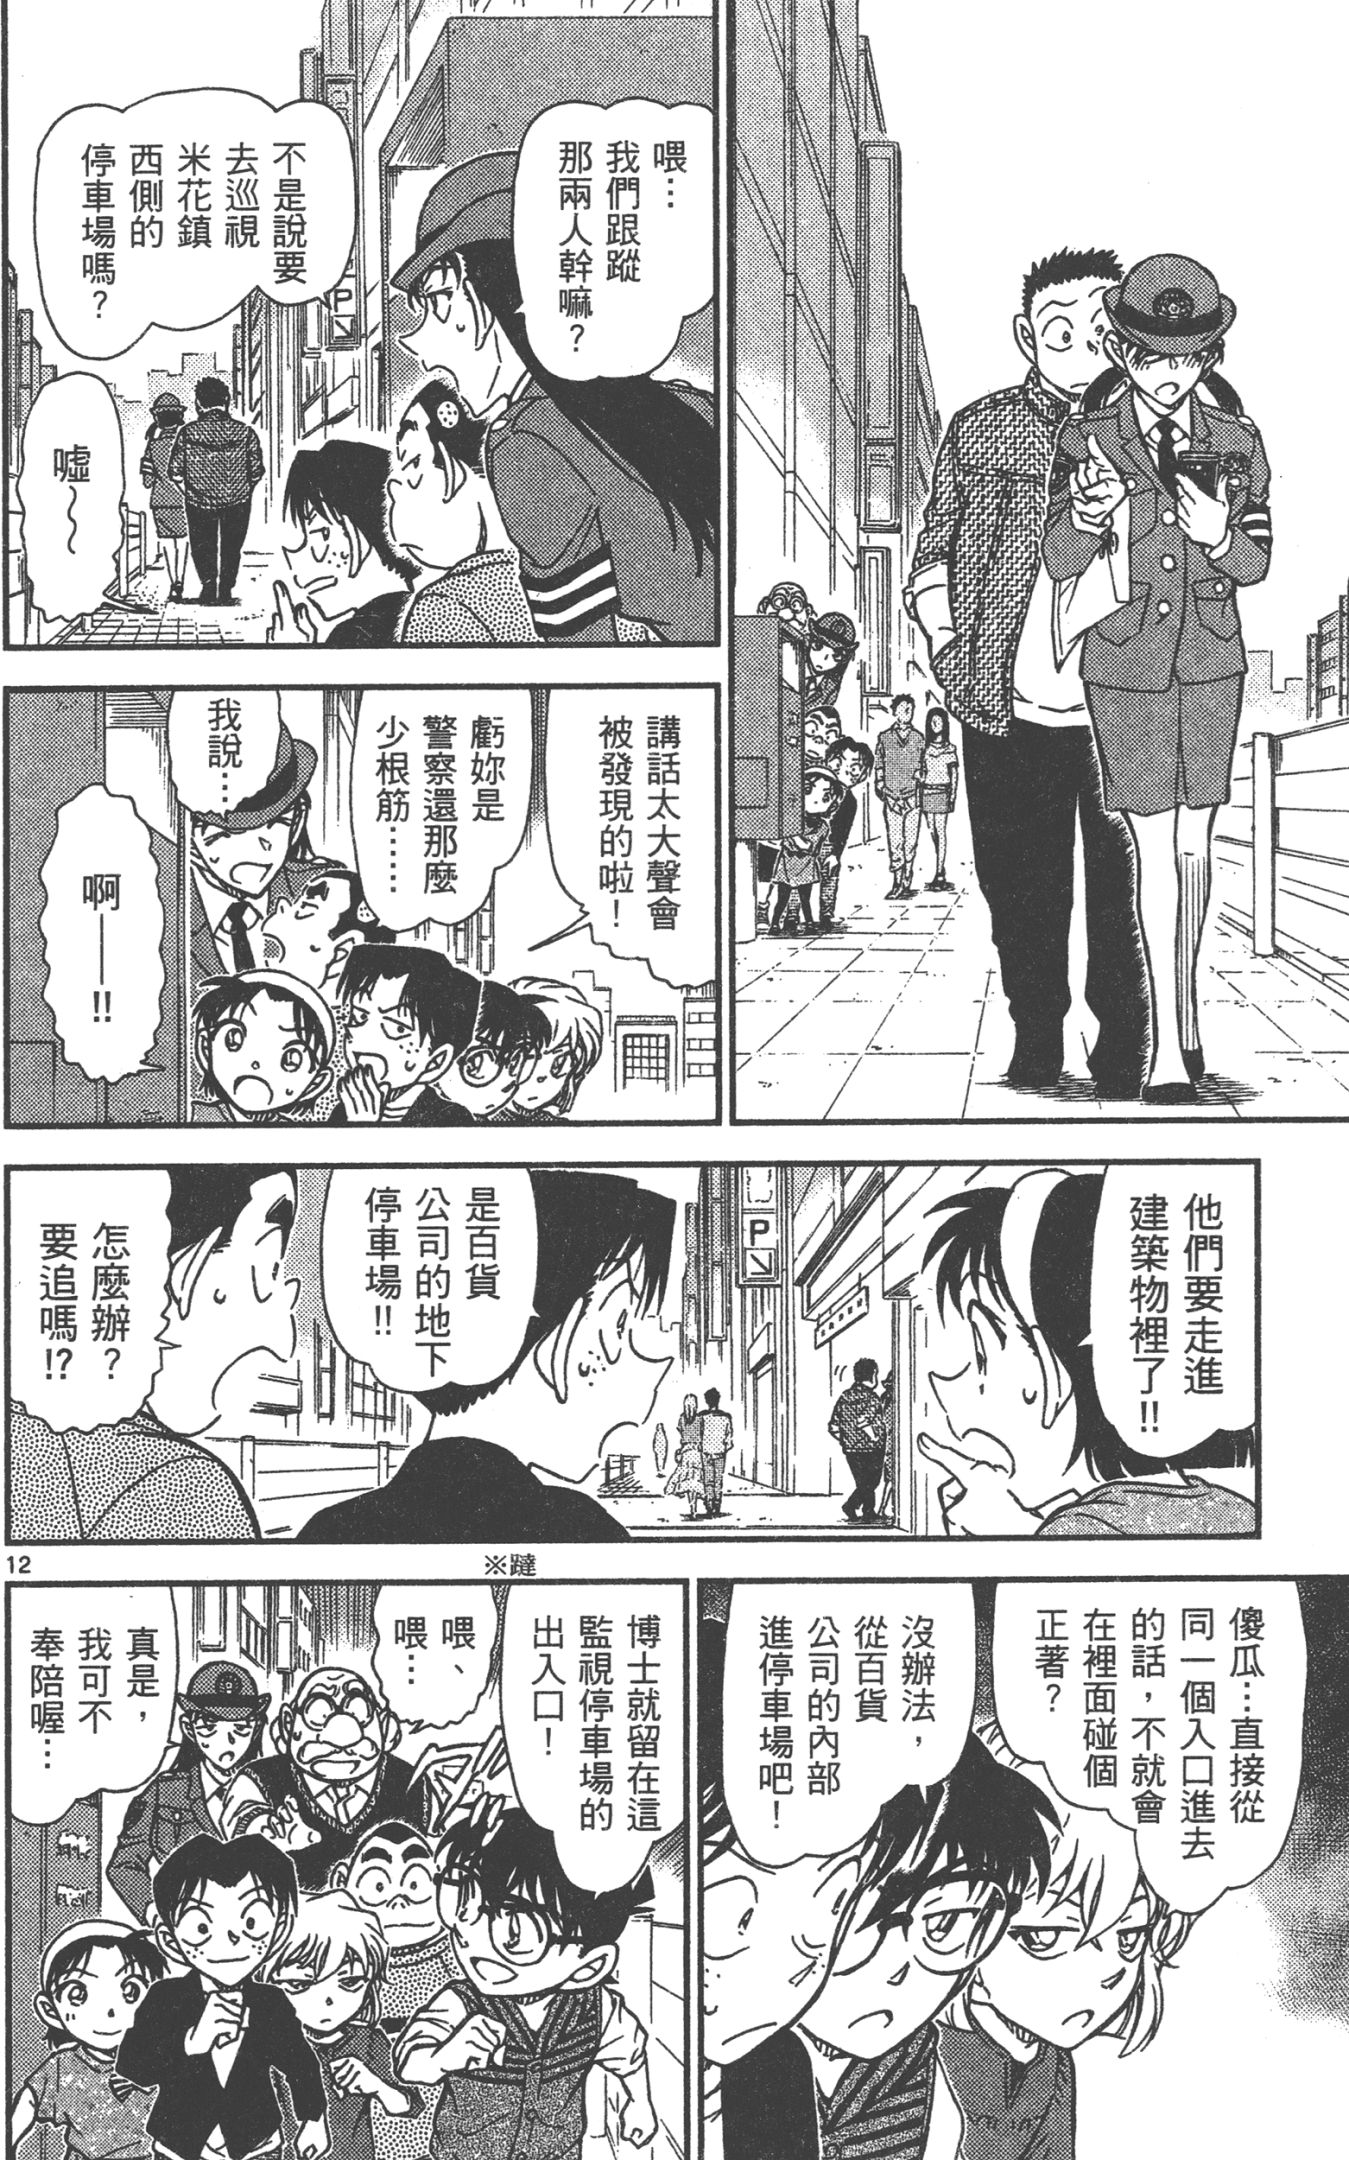 喂…
我們跟蹤
那兩人幹嘛？
不是說要
去巡視
米花鎮
西側的
停車場嗎？
P
噓～
講話太大聲會
被發現的啦！
虧妳是
警察還那麼
少根筋……
我說…
啊——!!
他們要走進
建築物裡了!!
P
是百貨
公司的地下
停車場!!
怎麼辦？
要追嗎!?
12
※躂
傻瓜…直接從
同一個入口進去
的話，不就會
在裡面碰個
正著？
沒辦法，
從百貨
公司的內部
進停車場吧！
博士就留在這
監視停車場的
出入口！
喂、
喂…
真是，
我可不
奉陪喔…